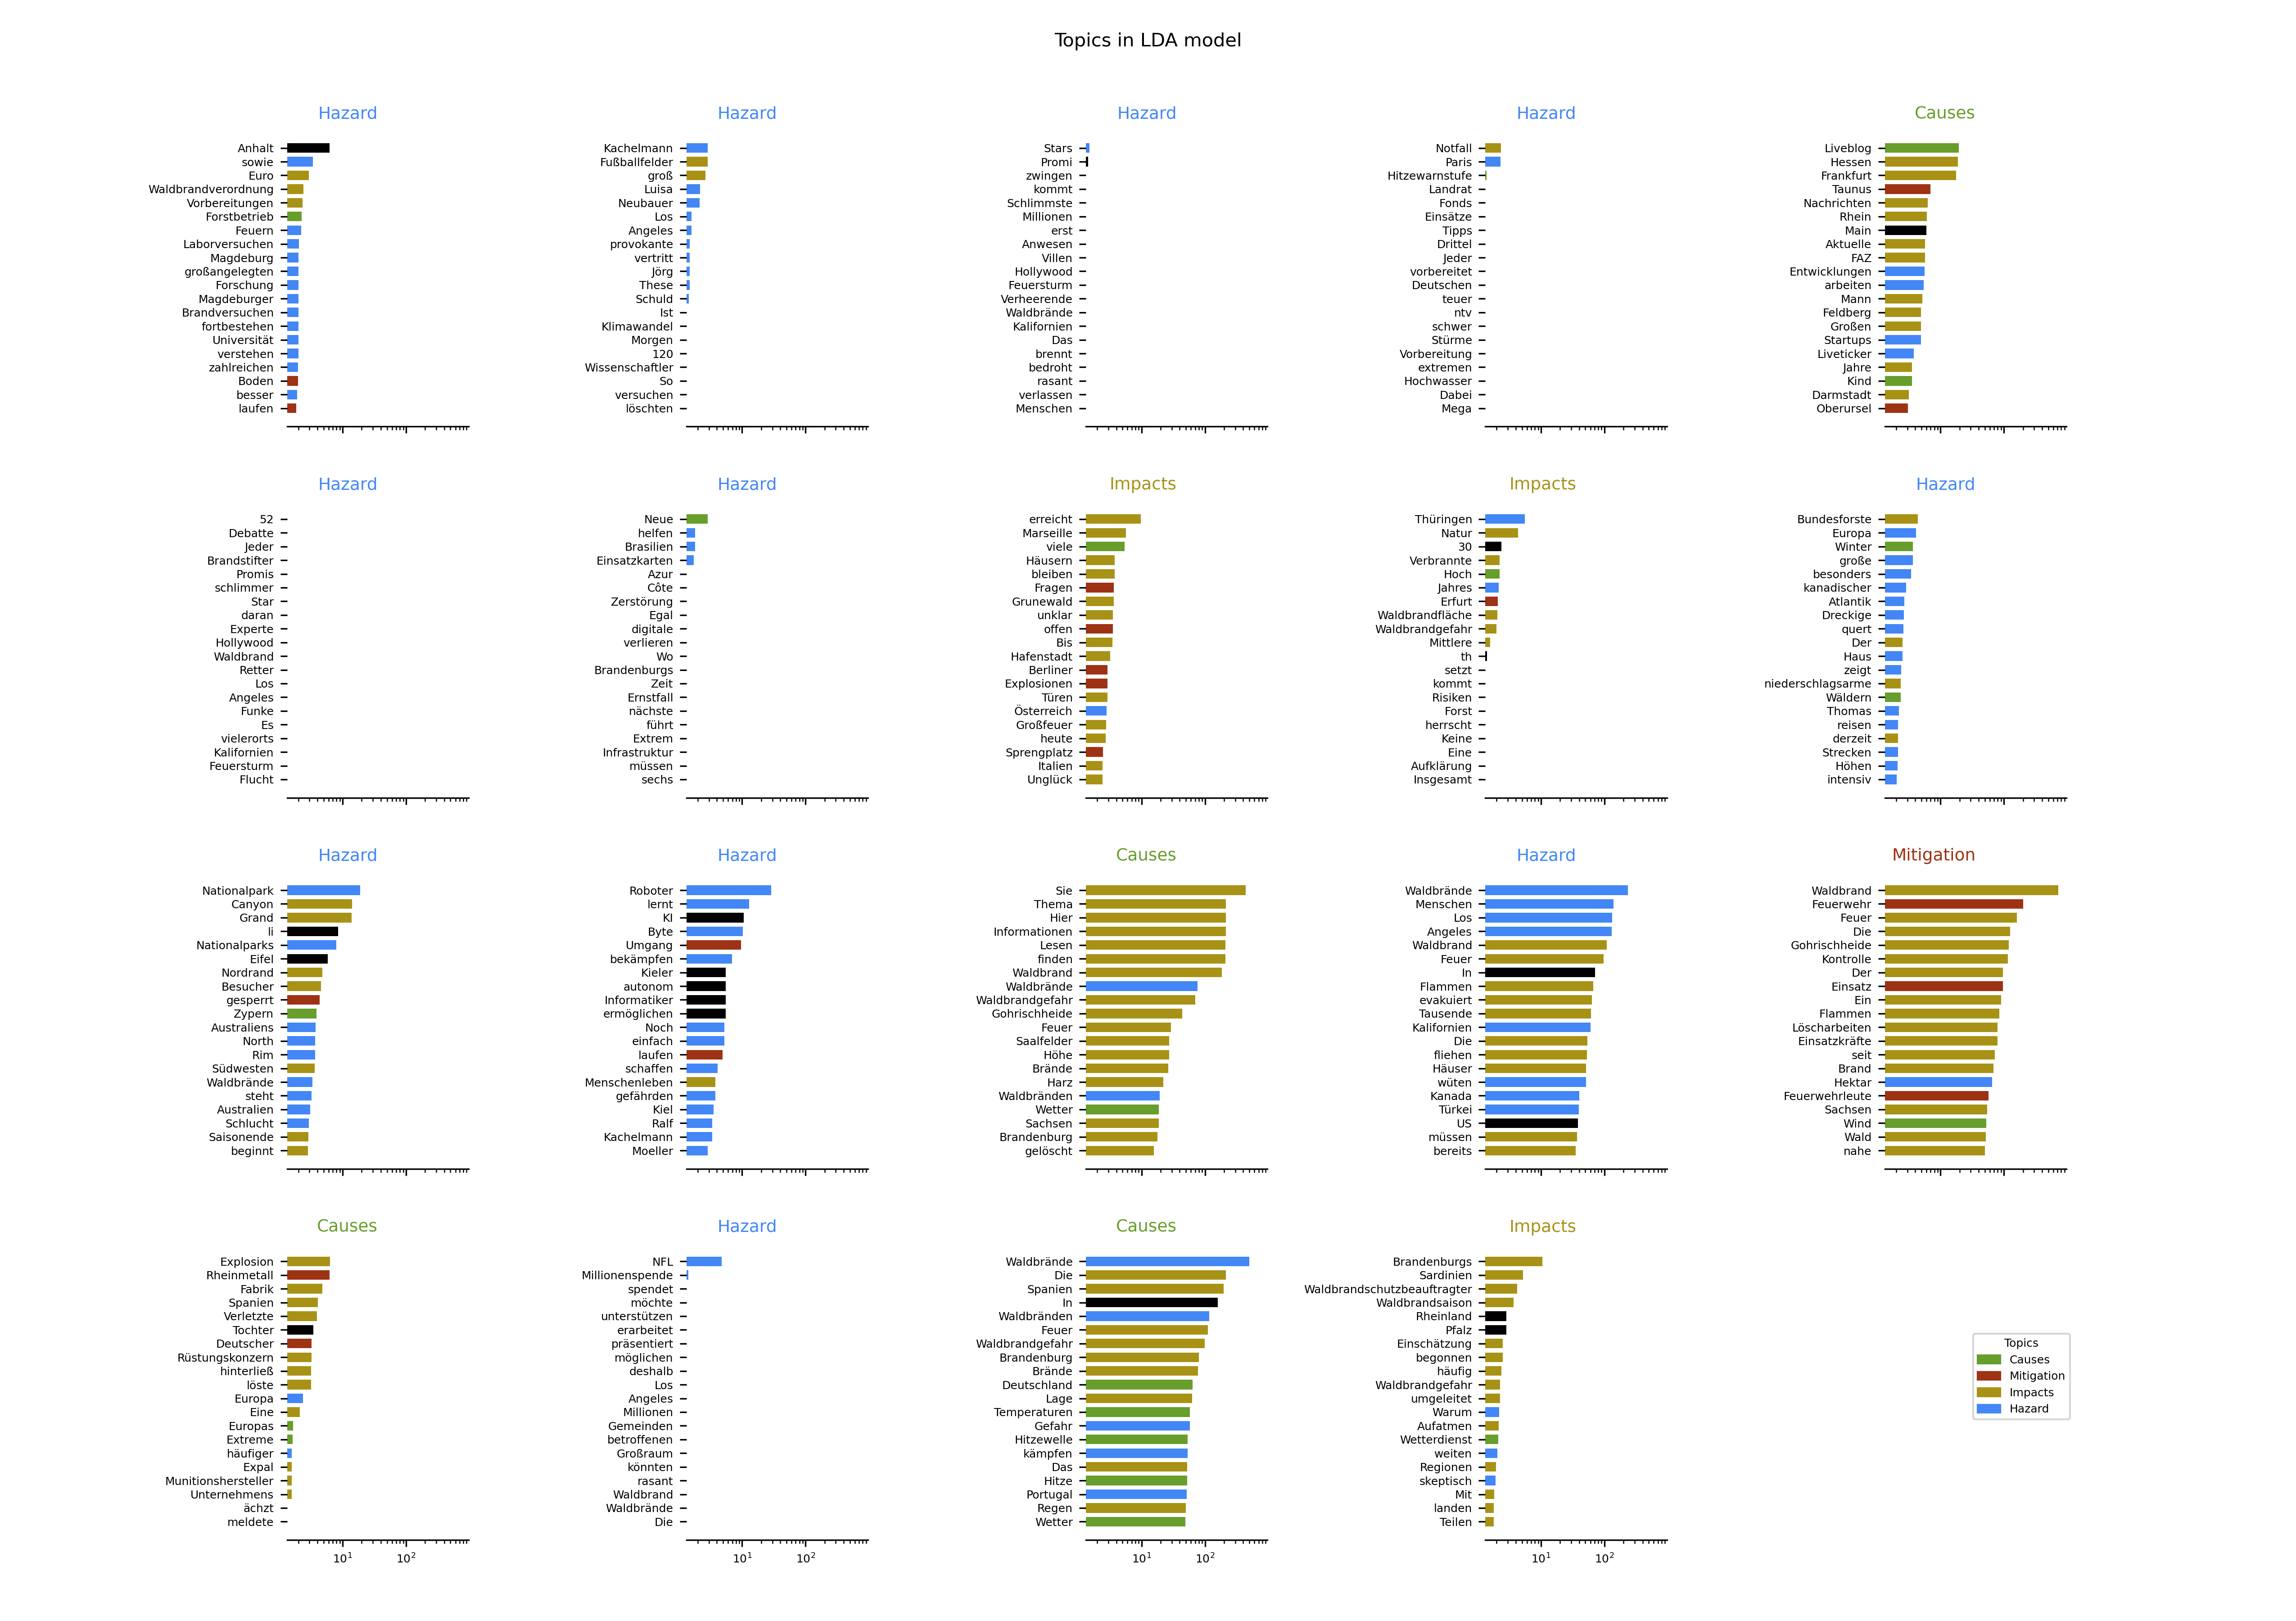 Topics in LDA model
Hazard
Anhalt
sowie
Euro
Waldbrandverordnung
Vorbereitungen
Forstbetrieb
Feuern
Laborversuchen
Magdeburg
großangelegten
Forschung
Magdeburger
Brandversuchen
fortbestehen
Universität
verstehen
zahlreichen
Boden
besser
laufen
Hazard
Kachelmann
Fußballfelder
groß
Luisa
Neubauer
Los
Angeles
provokante
vertritt
Jörg
These
Schuld
Ist
Klimawandel
Morgen
120
Wissenschaftler
So
versuchen
löschten
Hazard
Stars
Promi
zwingen
kommt
Schlimmste
Millionen
erst
Anwesen
Villen
Hollywood
Feuersturm
Verheerende
Waldbrände
Kalifornien
Das
brennt
bedroht
rasant
verlassen
Menschen
Hazard
Notfall
Paris
Hitzewarnstufe
Landrat
Fonds
Einsätze
Tipps
Drittel
Jeder
vorbereitet
Deutschen
teuer
ntv
schwer
Stürme
Vorbereitung
extremen
Hochwasser
Dabei
Mega
Causes
Liveblog
Hessen
Frankfurt
Taunus
Nachrichten
Rhein
Main
Aktuelle
FAZ
Entwicklungen
arbeiten
Mann
Feldberg
Großen
Startups
Liveticker
Jahre
Kind
Darmstadt
Oberursel
Hazard
52
Debatte
Jeder
Brandstifter
Promis
schlimmer
Star
daran
Experte
Hollywood
Waldbrand
Retter
Los
Angeles
Funke
Es
vielerorts
Kalifornien
Feuersturm
Flucht
Hazard
Neue
helfen
Brasilien
Einsatzkarten
Azur
Côte
Zerstörung
Egal
digitale
verlieren
Wo
Brandenburgs
Zeit
Ernstfall
nächste
führt
Extrem
Infrastruktur
müssen
sechs
Impacts
erreicht
Marseille
viele
Häusern
bleiben
Fragen
Grunewald
unklar
offen
Bis
Hafenstadt
Berliner
Explosionen
Türen
Österreich
Großfeuer
heute
Sprengplatz
Italien
Unglück
Impacts
Thüringen
Natur
30
Verbrannte
Hoch
Jahres
Erfurt
Waldbrandfläche
Waldbrandgefahr
Mittlere
th
setzt
kommt
Risiken
Forst
herrscht
Keine
Eine
Aufklärung
Insgesamt
Hazard
Bundesforste
Europa
Winter
große
besonders
kanadischer
Atlantik
Dreckige
quert
Der
Haus
zeigt
niederschlagsarme
Wäldern
Thomas
reisen
derzeit
Strecken
Höhen
intensiv
Hazard
Nationalpark
Canyon
Grand
li
Nationalparks
Eifel
Nordrand
Besucher
gesperrt
Zypern
Australiens
North
Rim
Südwesten
Waldbrände
steht
Australien
Schlucht
Saisonende
beginnt
Hazard
Roboter
lernt
KI
Byte
Umgang
bekämpfen
Kieler
autonom
Informatiker
ermöglichen
Noch
einfach
laufen
schaffen
Menschenleben
gefährden
Kiel
Ralf
Kachelmann
Moeller
Causes
Sie
Thema
Hier
Informationen
Lesen
finden
Waldbrand
Waldbrände
Waldbrandgefahr
Gohrischheide
Feuer
Saalfelder
Höhe
Brände
Harz
Waldbränden
Wetter
Sachsen
Brandenburg
gelöscht
Hazard
Waldbrände
Menschen
Los
Angeles
Waldbrand
Feuer
In
Flammen
evakuiert
Tausende
Kalifornien
Die
fliehen
Häuser
wüten
Kanada
Türkei
US
müssen
bereits
Mitigation
Waldbrand
Feuerwehr
Feuer
Die
Gohrischheide
Kontrolle
Der
Einsatz
Ein
Flammen
Löscharbeiten
Einsatzkräfte
seit
Brand
Hektar
Feuerwehrleute
Sachsen
Wind
Wald
nahe
Causes
Explosion
Rheinmetall
Fabrik
Spanien
Verletzte
Tochter
Deutscher
Rüstungskonzern
hinterließ
löste
Europa
Eine
Europas
Extreme
häufiger
Expal
Munitionshersteller
Unternehmens
ächzt
meldete
10¹ 10²
Hazard
NFL
Millionenspende
spendet
möchte
unterstützen
erarbeitet
präsentiert
möglichen
deshalb
Los
Angeles
Millionen
Gemeinden
betroffenen
Großraum
könnten
rasant
Waldbrand
Waldbrände
Die
10¹ 10²
Causes
Waldbrände
Die
Spanien
In
Waldbränden
Feuer
Waldbrandgefahr
Brandenburg
Brände
Deutschland
Lage
Temperaturen
Gefahr
Hitzewelle
kämpfen
Das
Hitze
Portugal
Regen
Wetter
10¹ 10²
Impacts
Brandenburgs
Sardinien
Waldbrandschutzbeauftragter
Waldbrandsaison
Rheinland
Pfalz
Einschätzung
begonnen
häufig
Waldbrandgefahr
umgeleitet
Warum
Aufatmen
Wetterdienst
weiten
Regionen
skeptisch
Mit
landen
Teilen
10¹ 10²
Topics
Causes
Mitigation
Impacts
Hazard